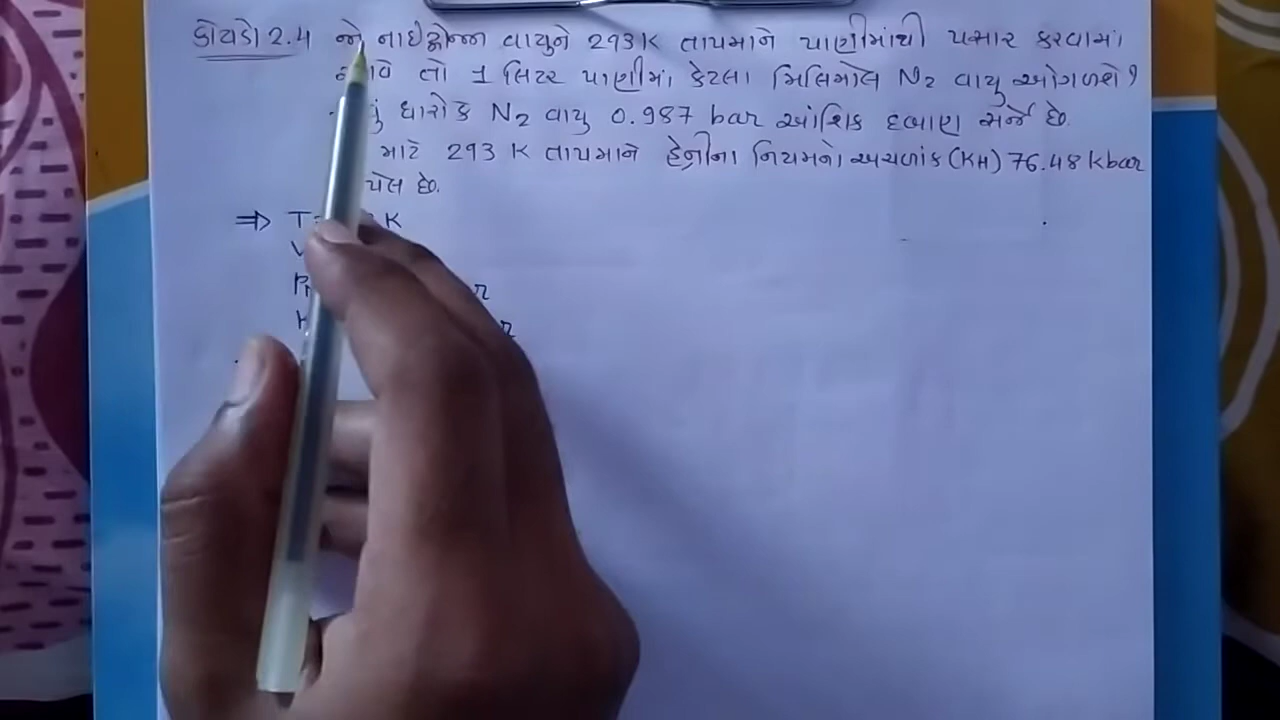 કોયડો 2.4 જો નાઈટ્રોજન વાયુને 293K તાપમાને પાણીમાંથી પસાર કરવામાં
આવે તો 1 લિટર પાણીમાં કેટલા મિલિમોલ N2 વાયુ ઓગળશે?
ધારોકે N2 વાયુ 0.987 bar આંશિક દબાણ સર્જે છે.
માટે 293 K તાપમાને હેન્રીના નિયમનો અચળાંક (KH) 76.48 kbar
છે.
⇒ T= K